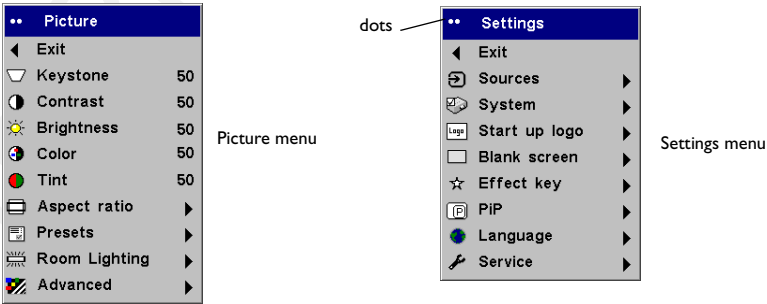 Picture
Exit
Keystone 50
Contrast 50
Brightness 50
Color 50
Tint 50
Aspect ratio
Presets
Room Lighting
Advanced
Picture menu
dots
Settings
Exit
Sources
System
Logo Start up logo
Blank screen
Effect key
P PiP
Language
Service
Settings menu